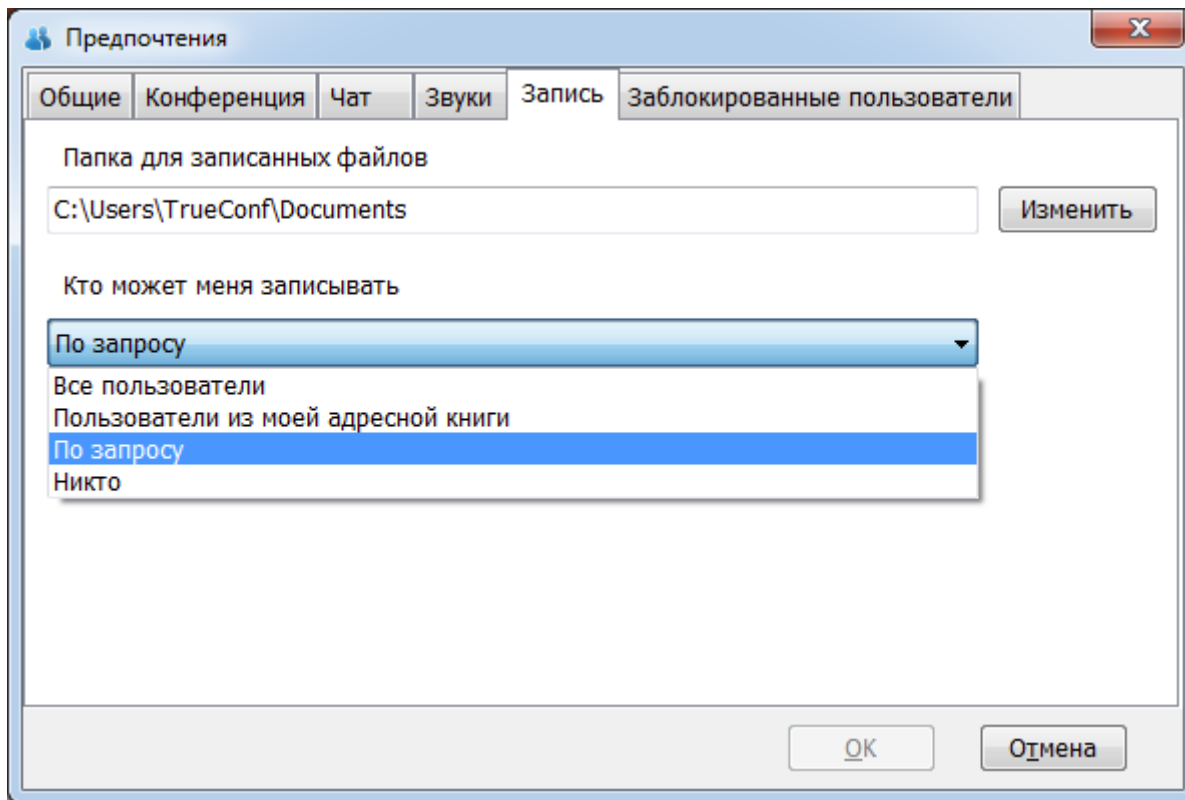 Предпочтения
Общие Конференция Чат Звуки Запись Заблокированные пользователи
Папка для записанных файлов
C:\Users\TrueConf\Documents Изменить
Кто может меня записывать
По запросу
Все пользователи
Пользователи из моей адресной книги
По запросу
Никто
OK Отмена